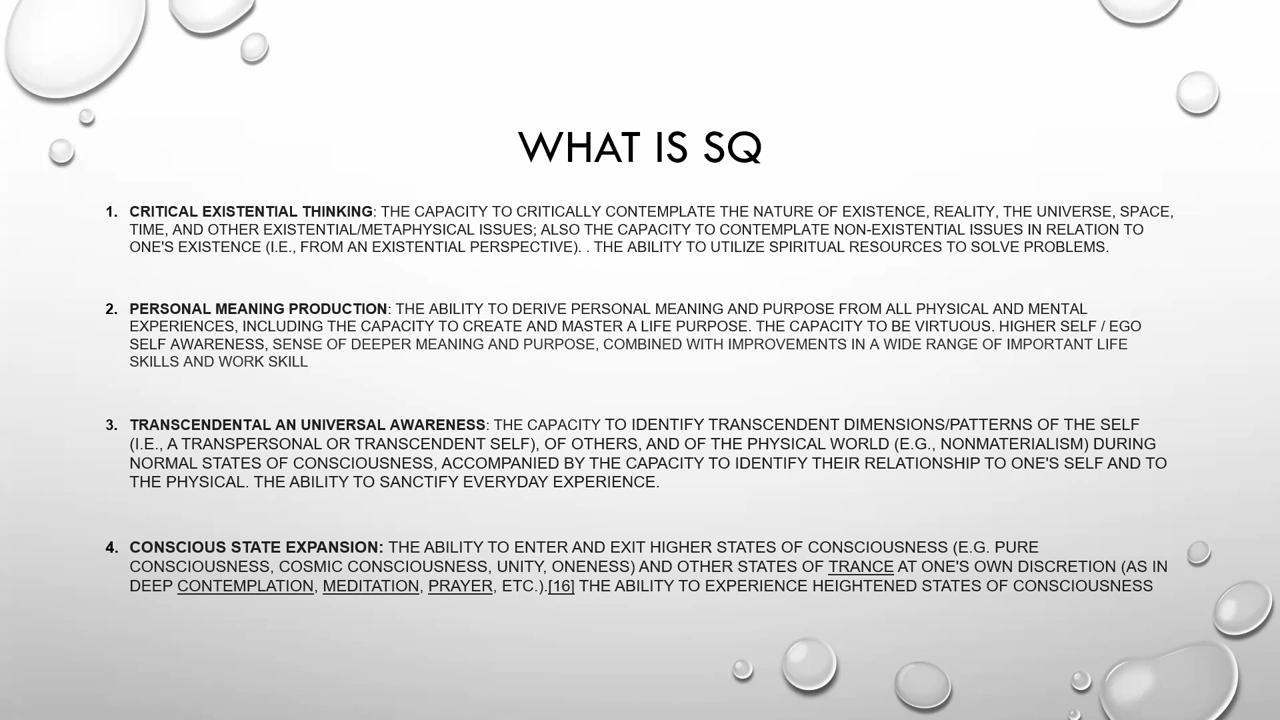 WHAT IS SQ
1. CRITICAL EXISTENTIAL THINKING: THE CAPACITY TO CRITICALLY CONTEMPLATE THE NATURE OF EXISTENCE, REALITY, THE UNIVERSE, SPACE,
TIME, AND OTHER EXISTENTIAL/METAPHYSICAL ISSUES; ALSO THE CAPACITY TO CONTEMPLATE NON-EXISTENTIAL ISSUES IN RELATION TO
ONE'S EXISTENCE (I.E., FROM AN EXISTENTIAL PERSPECTIVE). . THE ABILITY TO UTILIZE SPIRITUAL RESOURCES TO SOLVE PROBLEMS.
2. PERSONAL MEANING PRODUCTION: THE ABILITY TO DERIVE PERSONAL MEANING AND PURPOSE FROM ALL PHYSICAL AND MENTAL
EXPERIENCES, INCLUDING THE CAPACITY TO CREATE AND MASTER A LIFE PURPOSE. THE CAPACITY TO BE VIRTUOUS. HIGHER SELF / EGO
SELF AWARENESS, SENSE OF DEEPER MEANING AND PURPOSE, COMBINED WITH IMPROVEMENTS IN A WIDE RANGE OF IMPORTANT LIFE
SKILLS AND WORK SKILL
3. TRANSCENDENTAL AN UNIVERSAL AWARENESS: THE CAPACITY TO IDENTIFY TRANSCENDENT DIMENSIONS/PATTERNS OF THE SELF
(I.E., A TRANSPERSONAL OR TRANSCENDENT SELF), OF OTHERS, AND OF THE PHYSICAL WORLD (E.G., NONMATERIALISM) DURING
NORMAL STATES OF CONSCIOUSNESS, ACCOMPANIED BY THE CAPACITY TO IDENTIFY THEIR RELATIONSHIP TO ONE'S SELF AND TO
THE PHYSICAL. THE ABILITY TO SANCTIFY EVERYDAY EXPERIENCE.
4. CONSCIOUS STATE EXPANSION: THE ABILITY TO ENTER AND EXIT HIGHER STATES OF CONSCIOUSNESS (E.G. PURE
CONSCIOUSNESS, COSMIC CONSCIOUSNESS, UNITY, ONENESS) AND OTHER STATES OF TRANCE AT ONE'S OWN DISCRETION (AS IN
DEEP CONTEMPLATION, MEDITATION, PRAYER, ETC.).[16] THE ABILITY TO EXPERIENCE HEIGHTENED STATES OF CONSCIOUSNESS